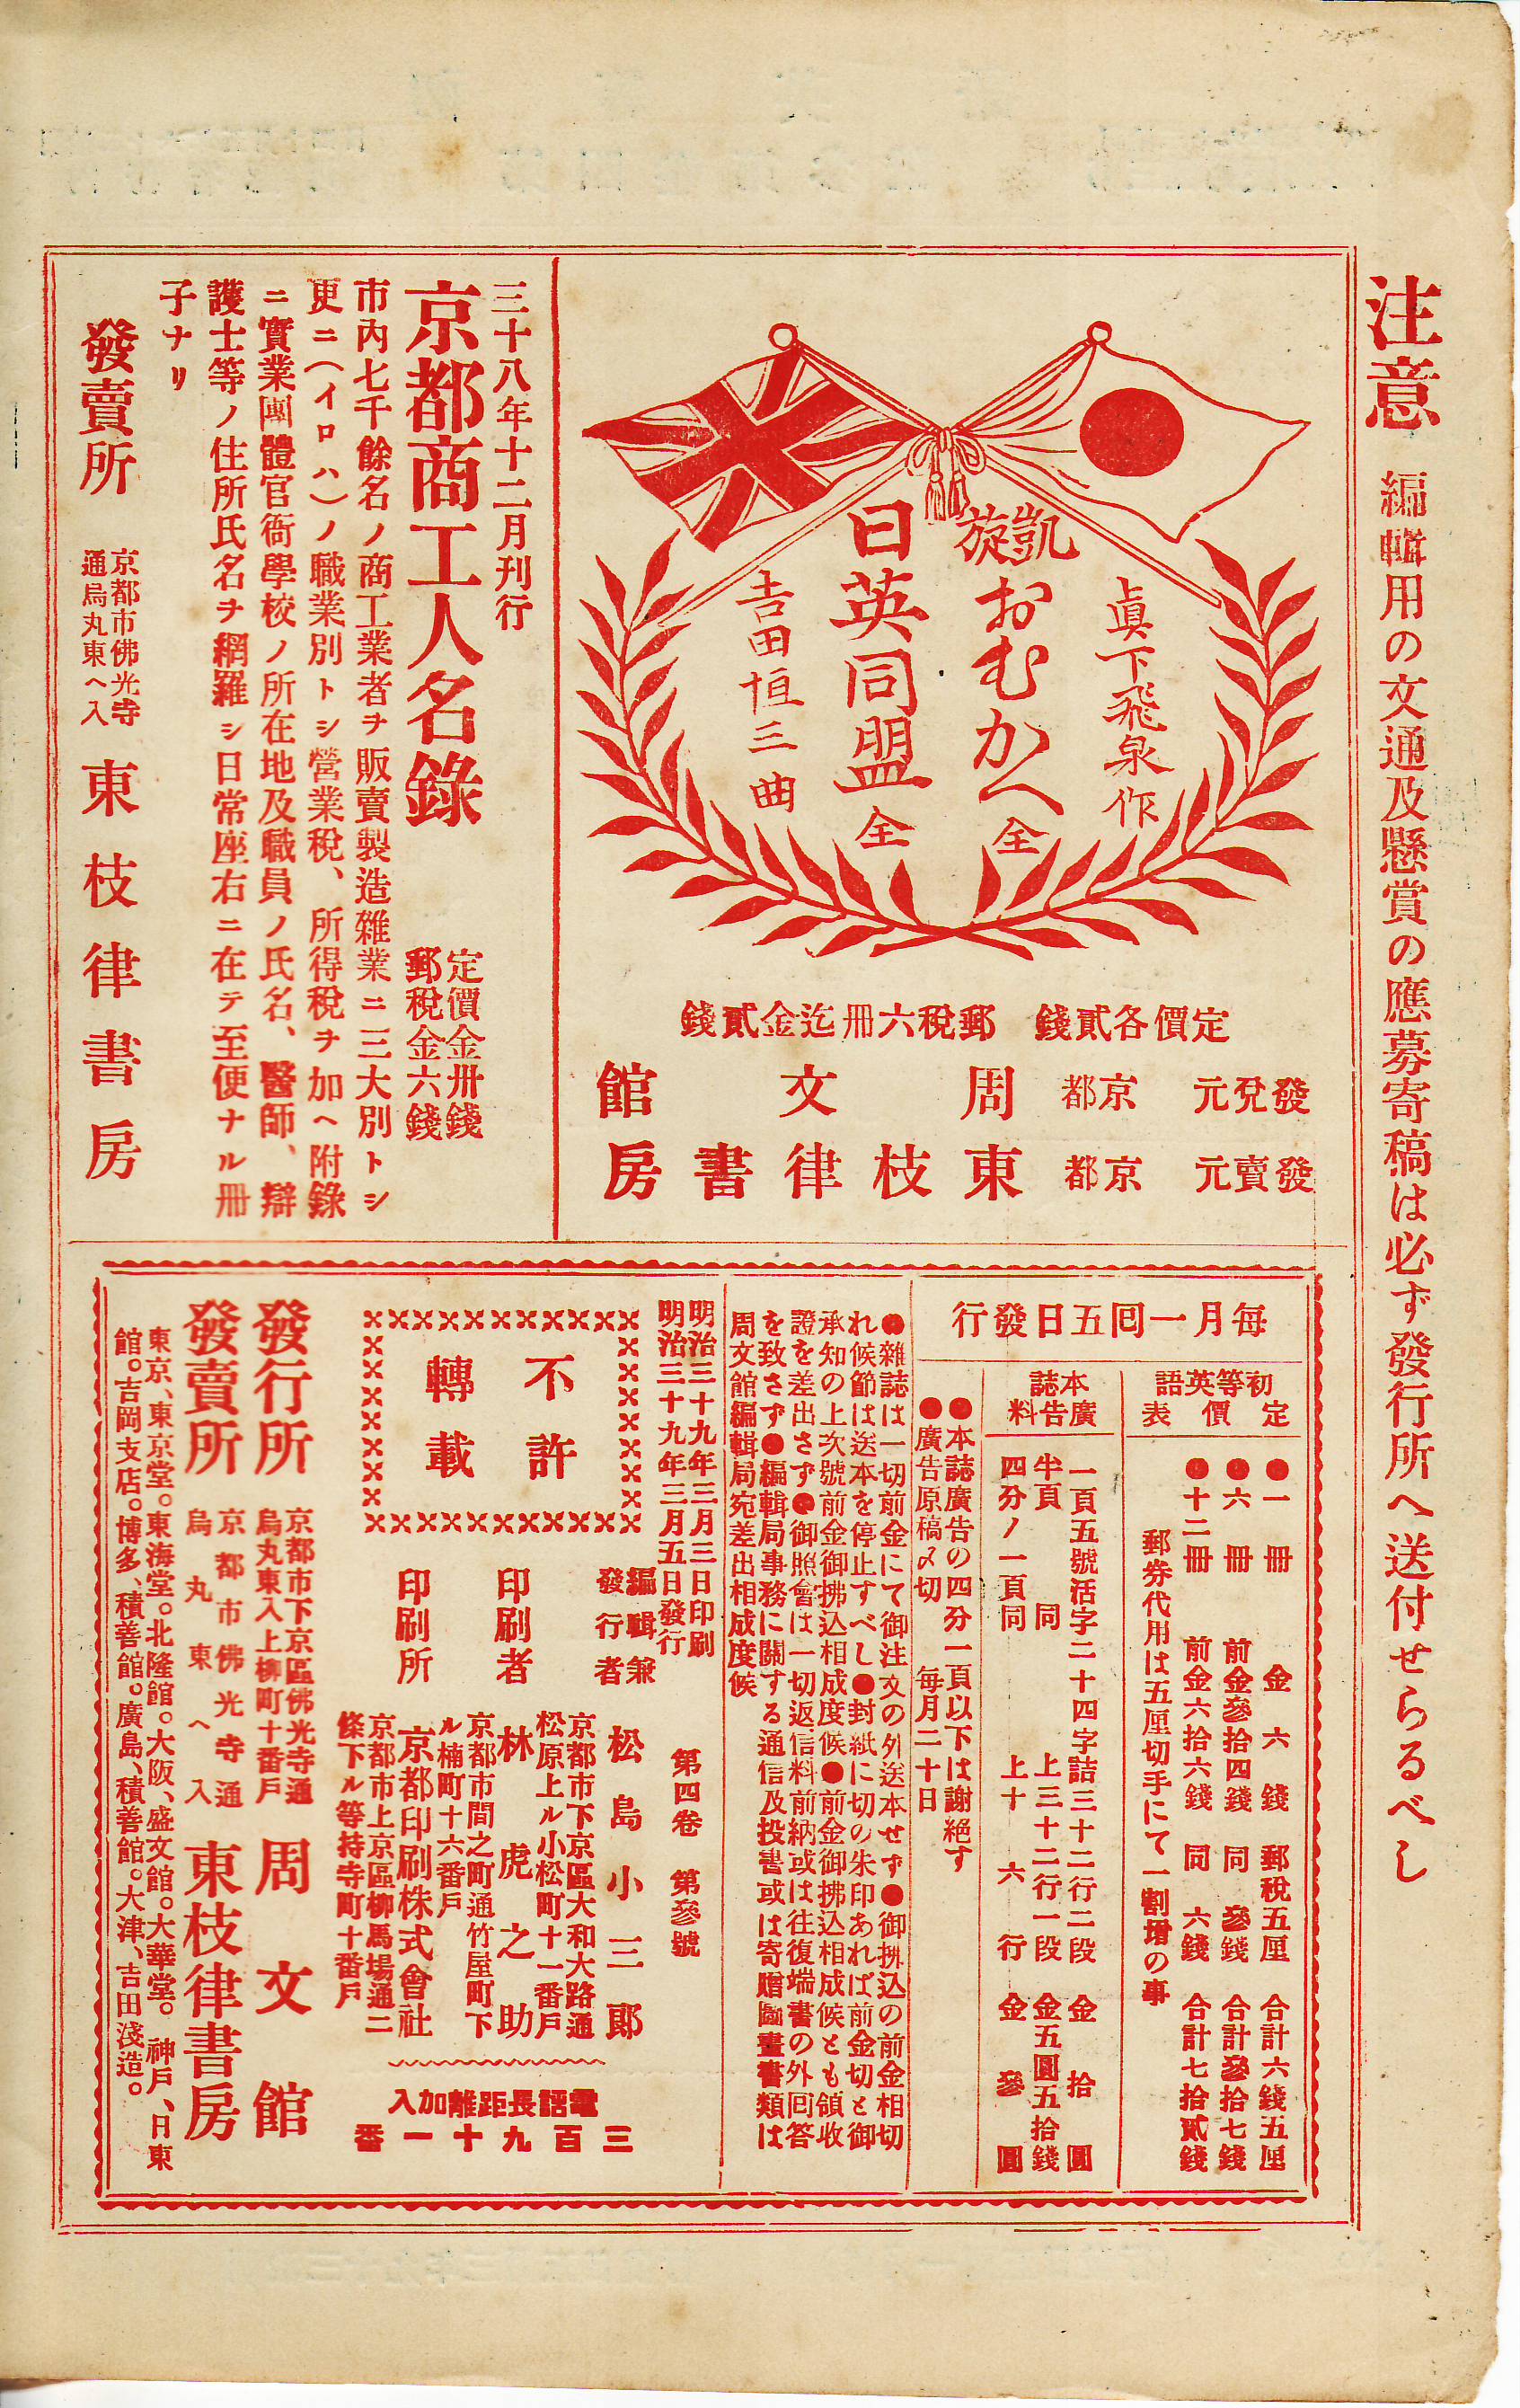 注意 編輯用の文通及懸賞の應募寄稿は必ず發行所へ送付せらるべし
眞下飛泉作
凱旋 おむかへ 全
日英同盟 全
吉田恒三曲
定價各貳錢 郵稅六冊迄金貳錢
發兌元 京都 周文館
發賣元 京都 東枝律書房
三十八年十二月刊行
京都商工人名錄 定價金卅錢 郵稅金六錢
市內七千餘名ノ商工業者ヲ販賣製造雜業ニ三大別トシ
更ニ（イロハ）ノ職業別トシ營業稅、所得稅ヲ加ヘ附錄
ニ實業團體官衙學校ノ所在地及職員ノ氏名、醫師、辯
護士等ノ住所氏名ヲ網羅シ日常座右ニ在テ至便ナル冊
子ナリ
發賣所 京都市佛光寺通烏丸東ヘ入 東枝律書房
每月一回五日發行
初等英語定價表
●一冊 金六錢 郵稅五厘 合計六錢五厘
●六冊 前金參拾四錢 同參錢 合計參拾七錢
●十二冊 前金六拾六錢 同六錢 合計七拾貳錢
郵券代用は五厘切手にて一割增の事
本誌廣告料
一頁五號活字二十四字詰三十二行二段 金拾圓
半頁 同 上三十二行一段 金五圓五拾錢
四分ノ一頁同 上十六行 金參圓
●本誌廣告の四分一頁以下は謝絕す
●廣告原稿〆切 每月二十日
●雜誌は一切前金にて御注文の外送本せず●御拂込の前金相切
れ候節は送本を停止すべし●封紙に切の朱印あれば前金切と御
承知の上次號前金御拂込相成度候●前金御拂込相成候とも領收
證を差出さず●御照會は一切返信料前納或は往復端書の外回答
を致さず●編輯局事務に關する通信及投書或は寄贈圖畫書類は
周文館編輯局宛差出相成度候
明治三十九年三月三日印刷
明治三十九年三月五日發行
第四卷 第參號
不許轉載
編輯兼發行者 松島小三郎
京都市下京區大和大路通
松原上ル小松町十一番戶
印刷者 林虎之助
京都市間之町通竹屋町下
ル楠町十六番戶
印刷所 京都印刷株式會社
京都市上京區柳馬場通二
條下ル等持寺町十番戶
電話長距離加入
三百九十一番
發行所 京都市下京區佛光寺通烏丸東入上柳町十番戶 周文館
發賣所 京都市佛光寺通烏丸東ヘ入 東枝律書房
東京、東京堂。東海堂。北隆館。大阪、盛文館。大華堂。神戶、日東
館。吉岡支店。博多、積善館。廣島、積善館。大津、吉田淺造。